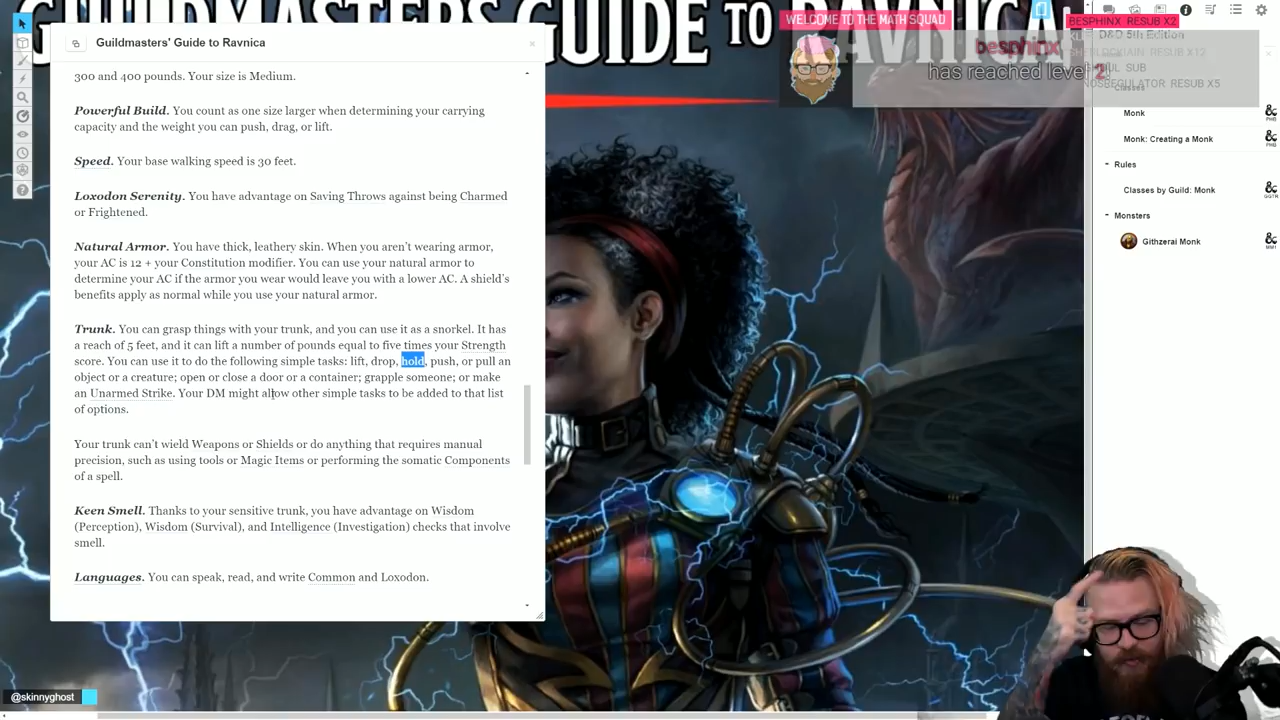 GUILDMASTERS' GUIDE TO RAVNICA
Guildmasters' Guide to Ravnica
300 and 400 pounds. Your size is Medium.
Powerful Build. You count as one size larger when determining your carrying
capacity and the weight you can push, drag, or lift.
Speed. Your base walking speed is 30 feet.
Loxodon Serenity. You have advantage on Saving Throws against being Charmed
or Frightened.
Natural Armor. You have thick, leathery skin. When you aren't wearing armor,
your AC is 12 + your Constitution modifier. You can use your natural armor to
determine your AC if the armor you wear would leave you with a lower AC. A shield's
benefits apply as normal while you use your natural armor.
Trunk. You can grasp things with your trunk, and you can use it as a snorkel. It has
a reach of 5 feet, and it can lift a number of pounds equal to five times your Strength
score. You can use it to do the following simple tasks: lift, drop, hold, push, or pull an
object or a creature; open or close a door or a container; grapple someone; or make
an Unarmed Strike. Your DM might allow other simple tasks to be added to that list
of options.
Your trunk can't wield Weapons or Shields or do anything that requires manual
precision, such as using tools or Magic Items or performing the somatic Components
of a spell.
Keen Smell. Thanks to your sensitive trunk, you have advantage on Wisdom
(Perception), Wisdom (Survival), and Intelligence (Investigation) checks that involve
smell.
Languages. You can speak, read, and write Common and Loxodon.
WELCOME TO THE MATH SQUAD
besphinx
has reached level 2!
BESPHINX RESUB X2
D&D 5th Edition
RESUB X12
SUB
RESUB X5
Classes
Monk
Monk: Creating a Monk
Rules
Classes by Guild: Monk
Monsters
Githzerai Monk
@skinnyghost